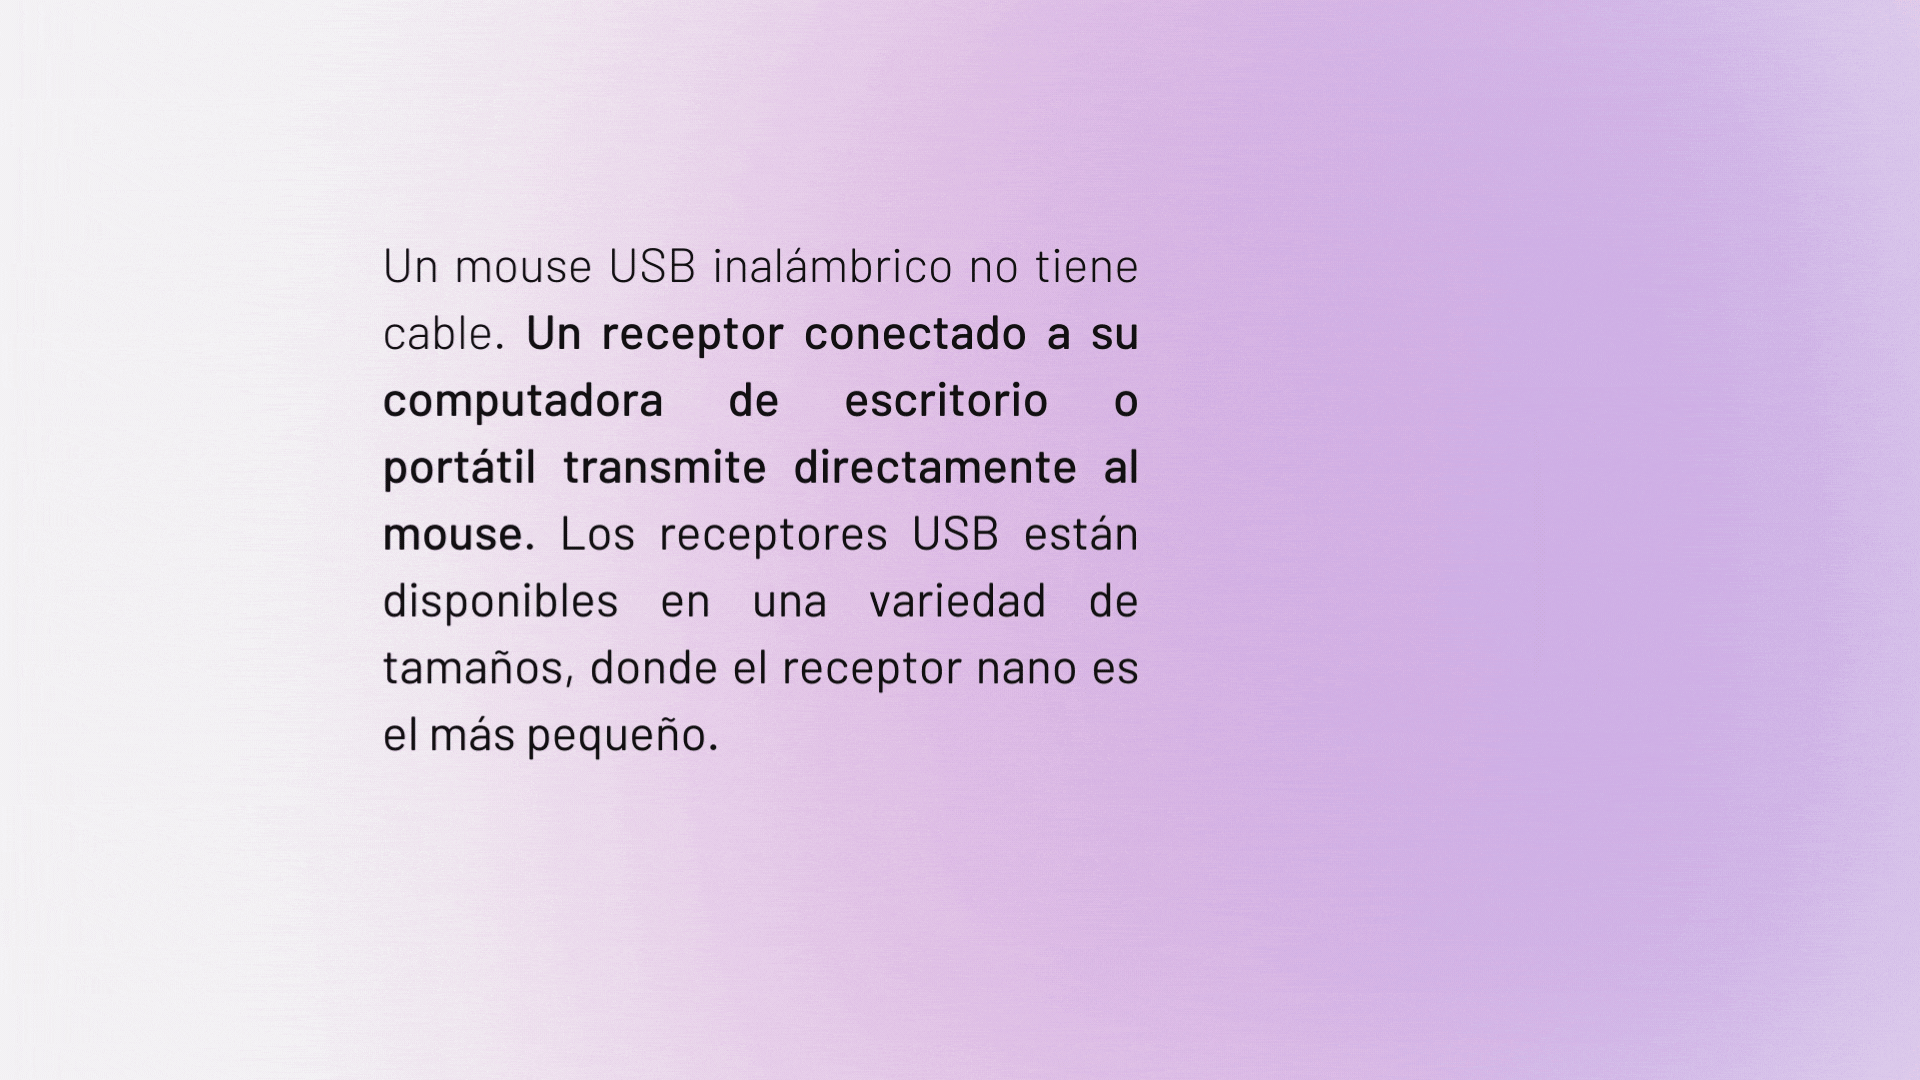 Un mouse USB inalámbrico no tiene
cable. Un receptor conectado a su
computadora de escritorio o
portátil transmite directamente al
mouse. Los receptores USB están
disponibles en una variedad de
tamaños, donde el receptor nano es
el más pequeño.